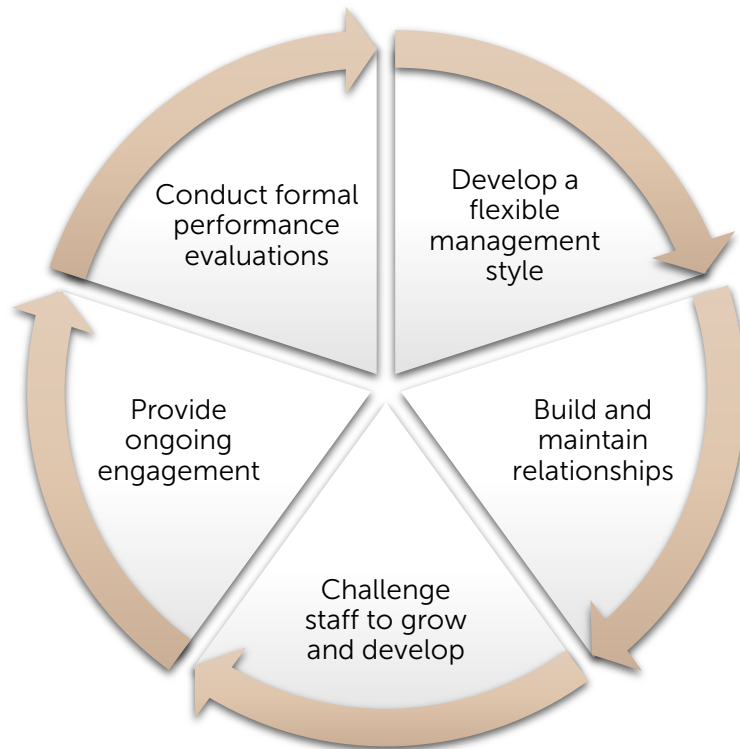 Develop a
flexible
management
style
Build and
maintain
relationships
Challenge
staff to grow
and develop
Provide
ongoing
engagement
Conduct formal
performance
evaluations